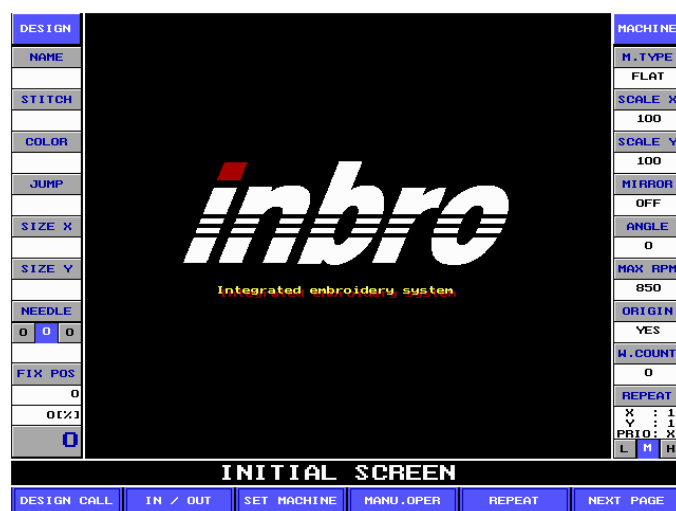 DESIGN
NAME
STITCH
COLOR
JUMP
SIZE X
SIZE Y
NEEDLE
0 0 0
FIX POS
0
0[%]
0
inbro
Integrated embroidery system
MACHINE
M.TYPE
FLAT
SCALE X
100
SCALE Y
100
MIRROR
OFF
ANGLE
0
MAX RPM
850
ORIGIN
YES
W.COUNT
0
REPEAT
X : 1
Y : 1
PRIO: X
L M H
INITIAL SCREEN
DESIGN CALL IN / OUT SET MACHINE MANU.OPER REPEAT NEXT PAGE